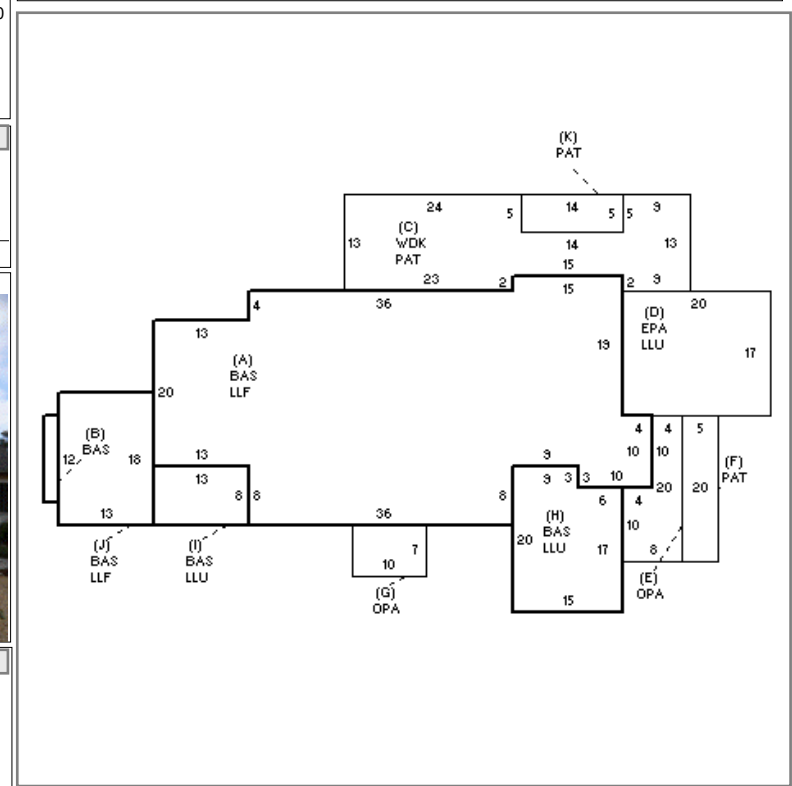 (K)
PAT
24
5
14
5
5
9
(C)
WDK
PAT
13
14
13
15
23
2
15
2
9
4
36
20
(D)
EPA
LLU
13
19
17
(A)
BAS
LLF
20
(B)
BAS
4
4
5
12
18
13
9
10
10
(F)
PAT
13
9
3
3
10
8
8
8
6
4
20
20
13
36
(H)
BAS
LLU
20
17
10
(J)
BAS
LLF
(I)
BAS
LLU
7
10
8
(G)
OPA
(E)
OPA
15